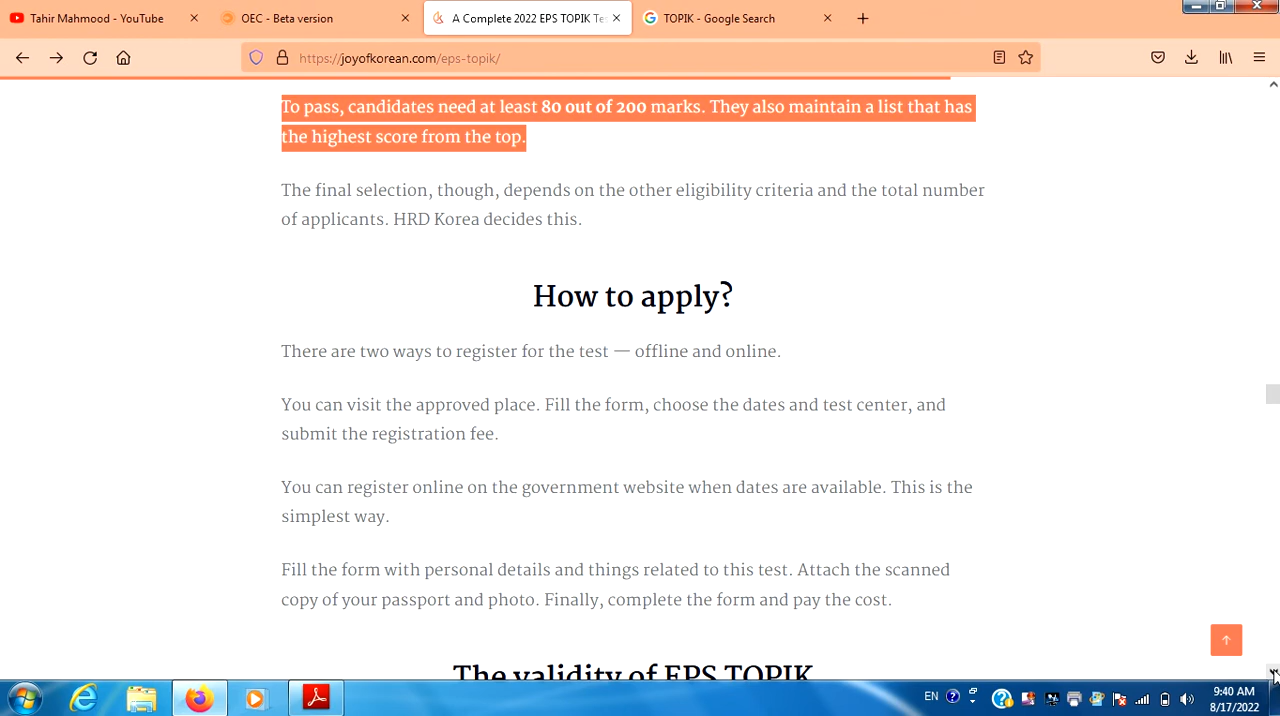 Tahir Mahmood - YouTube
OEC - Beta version
A Complete 2022 EPS TOPIK Te
TOPIK - Google Search
https://joyofkorean.com/eps-topik/
To pass, candidates need at least 80 out of 200 marks. They also maintain a list that has
the highest score from the top.
The final selection, though, depends on the other eligibility criteria and the total number
of applicants. HRD Korea decides this.
How to apply?
There are two ways to register for the test — offline and online.
You can visit the approved place. Fill the form, choose the dates and test center, and
submit the registration fee.
You can register online on the government website when dates are available. This is the
simplest way.
Fill the form with personal details and things related to this test. Attach the scanned
copy of your passport and photo. Finally, complete the form and pay the cost.
The validity of EPS TOPIK
EN
9:40 AM
8/17/2022